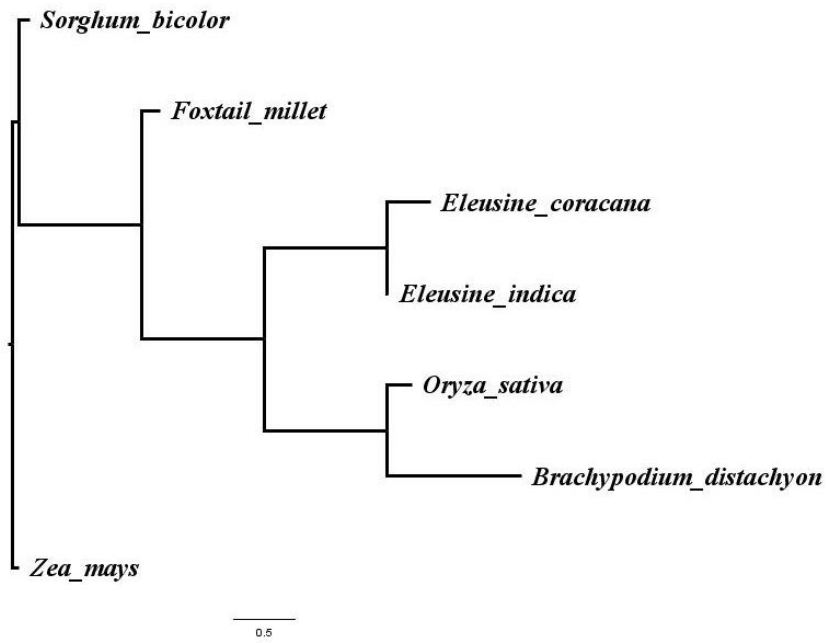 Sorghum_bicolor
Foxtail_millet
Eleusine_coracana
Eleusine_indica
Oryza_sativa
Brachypodium_distachyon
Zea_mays
0.5